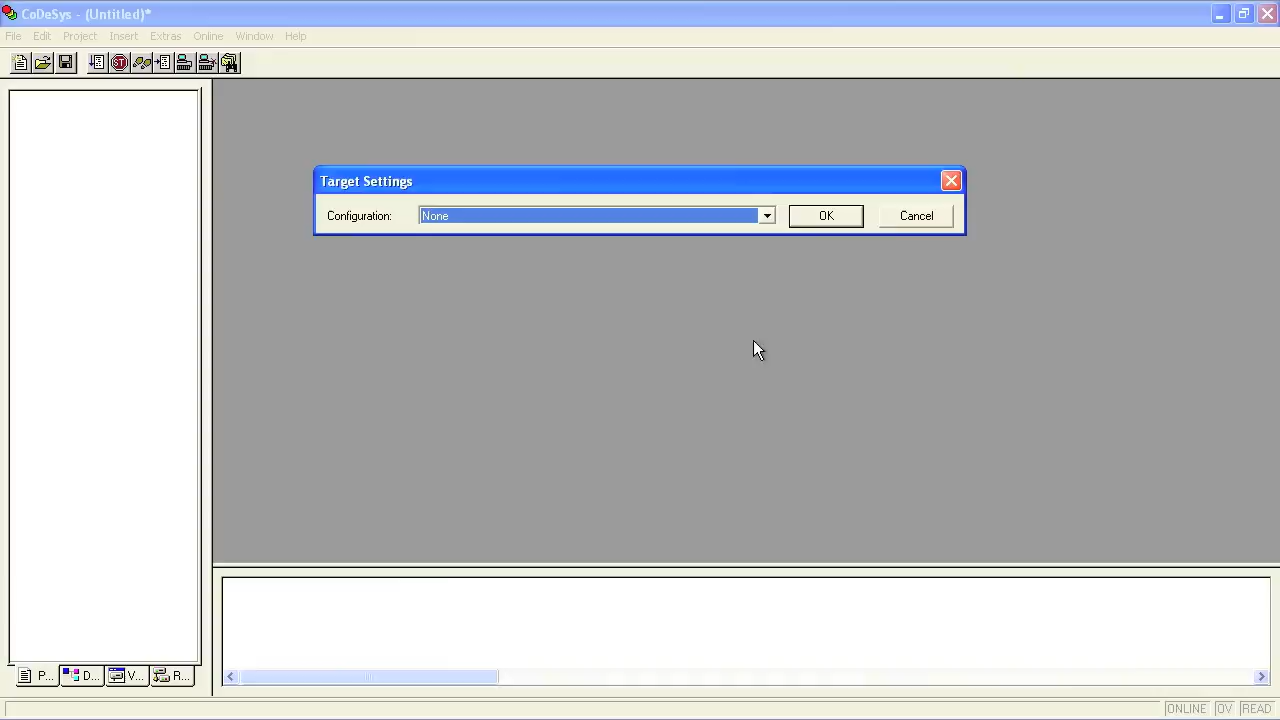 CoDeSys - (Untitled)*
File Edit Project Insert Extras Online Window Help
Target Settings
Configuration: None OK Cancel
P... D... V... R...
ONLINE OV READ